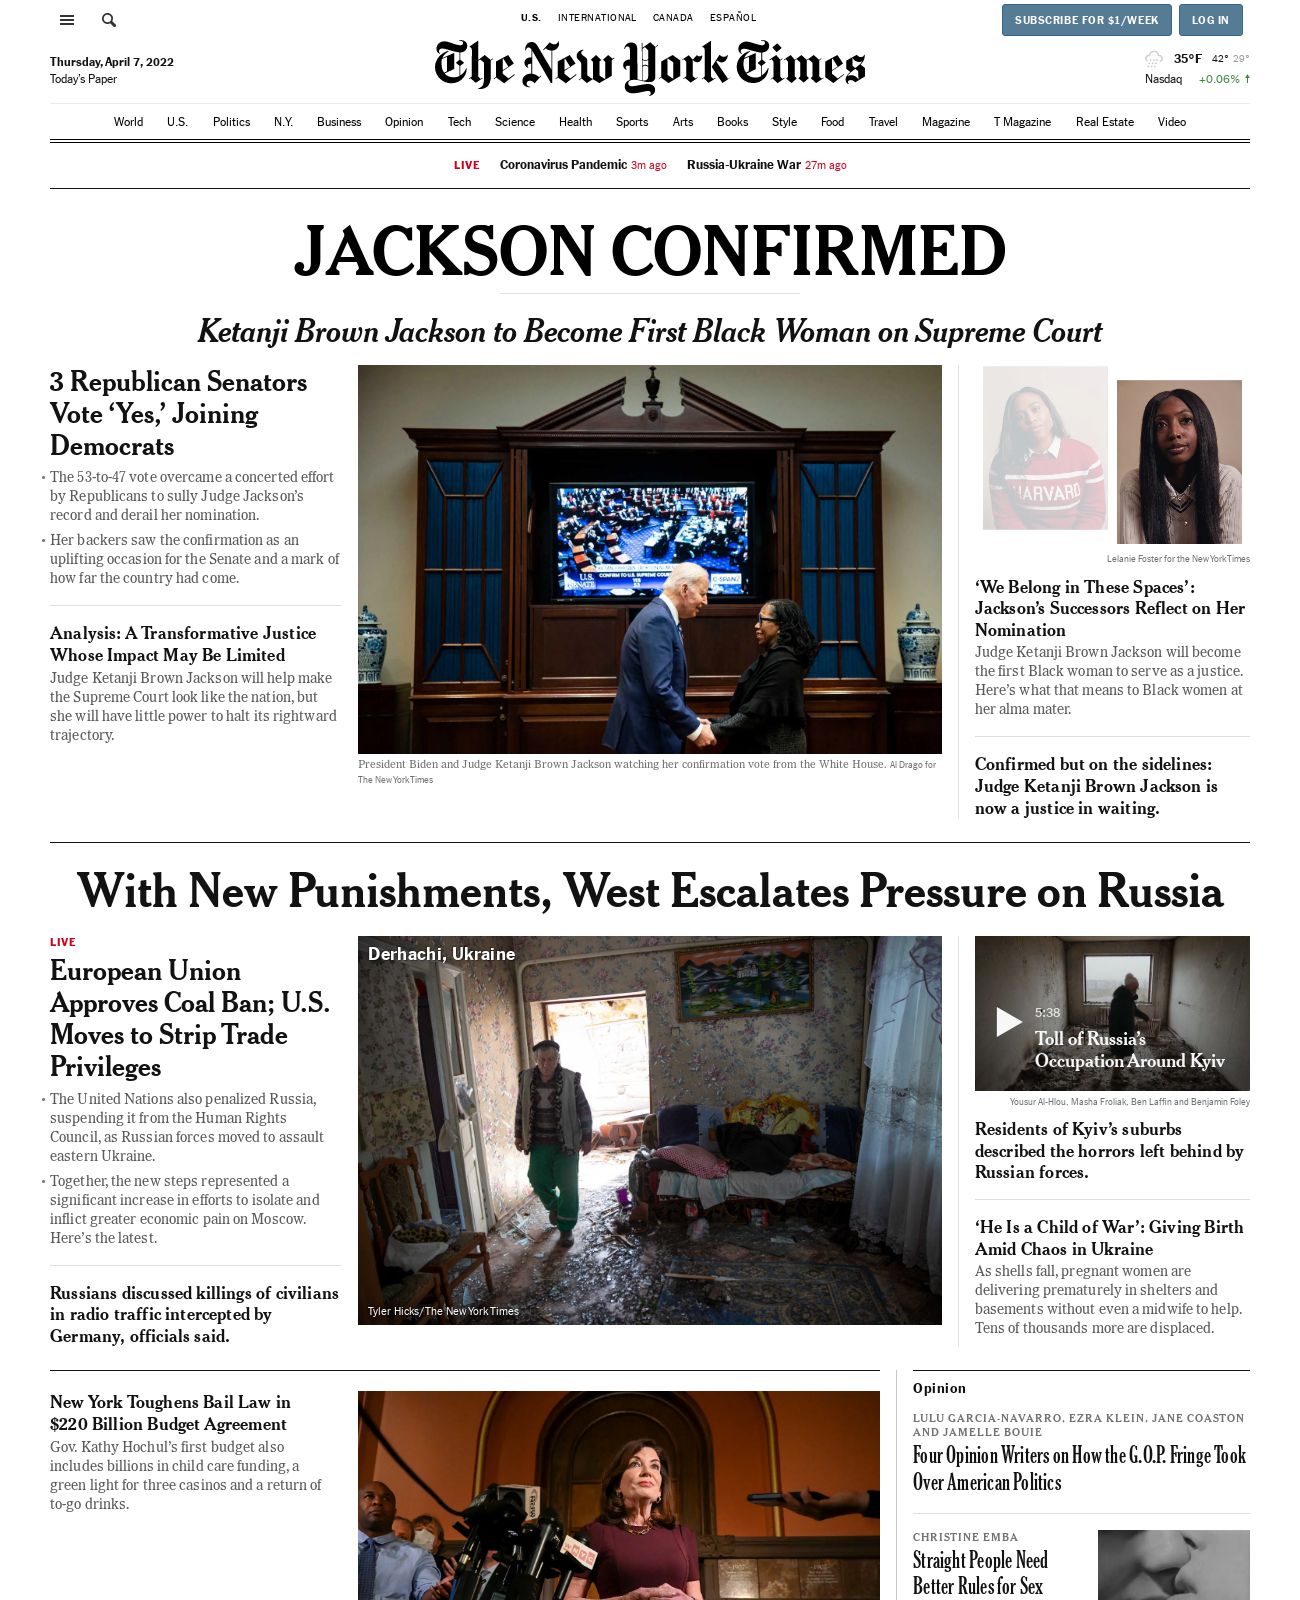 U.S. INTERNATIONAL CANADA ESPAÑOL
SUBSCRIBE FOR $1/WEEK LOG IN
Thursday, April 7, 2022
Today's Paper
The New York Times
35°F 42° 29°
Nasdaq +0.06% ↑
World U.S. Politics N.Y. Business Opinion Tech Science Health Sports Arts Books Style Food Travel Magazine T Magazine Real Estate Video
LIVE Coronavirus Pandemic 3m ago Russia-Ukraine War 27m ago
JACKSON CONFIRMED
Ketanji Brown Jackson to Become First Black Woman on Supreme Court
3 Republican Senators
Vote ‘Yes,’ Joining
Democrats
• The 53-to-47 vote overcame a concerted effort
by Republicans to sully Judge Jackson’s
record and derail her nomination.
• Her backers saw the confirmation as an
uplifting occasion for the Senate and a mark of
how far the country had come.
Analysis: A Transformative Justice
Whose Impact May Be Limited
Judge Ketanji Brown Jackson will help make
the Supreme Court look like the nation, but
she will have little power to halt its rightward
trajectory.
CONFIRM TO U.S. SUPREME COURT
U.S.
SENATE
C-SPAN2
President Biden and Judge Ketanji Brown Jackson watching her confirmation vote from the White House. Al Drago for
The New York Times
HARVARD
Lelanie Foster for the New York Times
‘We Belong in These Spaces’:
Jackson’s Successors Reflect on Her
Nomination
Judge Ketanji Brown Jackson will become
the first Black woman to serve as a justice.
Here’s what that means to Black women at
her alma mater.
Confirmed but on the sidelines:
Judge Ketanji Brown Jackson is
now a justice in waiting.
With New Punishments, West Escalates Pressure on Russia
LIVE
European Union
Approves Coal Ban; U.S.
Moves to Strip Trade
Privileges
• The United Nations also penalized Russia,
suspending it from the Human Rights
Council, as Russian forces moved to assault
eastern Ukraine.
• Together, the new steps represented a
significant increase in efforts to isolate and
inflict greater economic pain on Moscow.
Here’s the latest.
Russians discussed killings of civilians
in radio traffic intercepted by
Germany, officials said.
Derhachi, Ukraine
Tyler Hicks/The New York Times
5:38
Toll of Russia’s
Occupation Around Kyiv
Yousur Al-Hlou, Masha Froliak, Ben Laffin and Benjamin Foley
Residents of Kyiv’s suburbs
described the horrors left behind by
Russian forces.
‘He Is a Child of War’: Giving Birth
Amid Chaos in Ukraine
As shells fall, pregnant women are
delivering prematurely in shelters and
basements without even a midwife to help.
Tens of thousands more are displaced.
New York Toughens Bail Law in
$220 Billion Budget Agreement
Gov. Kathy Hochul’s first budget also
includes billions in child care funding, a
green light for three casinos and a return of
to-go drinks.
Opinion
LULU GARCIA-NAVARRO, EZRA KLEIN, JANE COASTON
AND JAMELLE BOUIE
Four Opinion Writers on How the G.O.P. Fringe Took
Over American Politics
CHRISTINE EMBA
Straight People Need
Better Rules for Sex